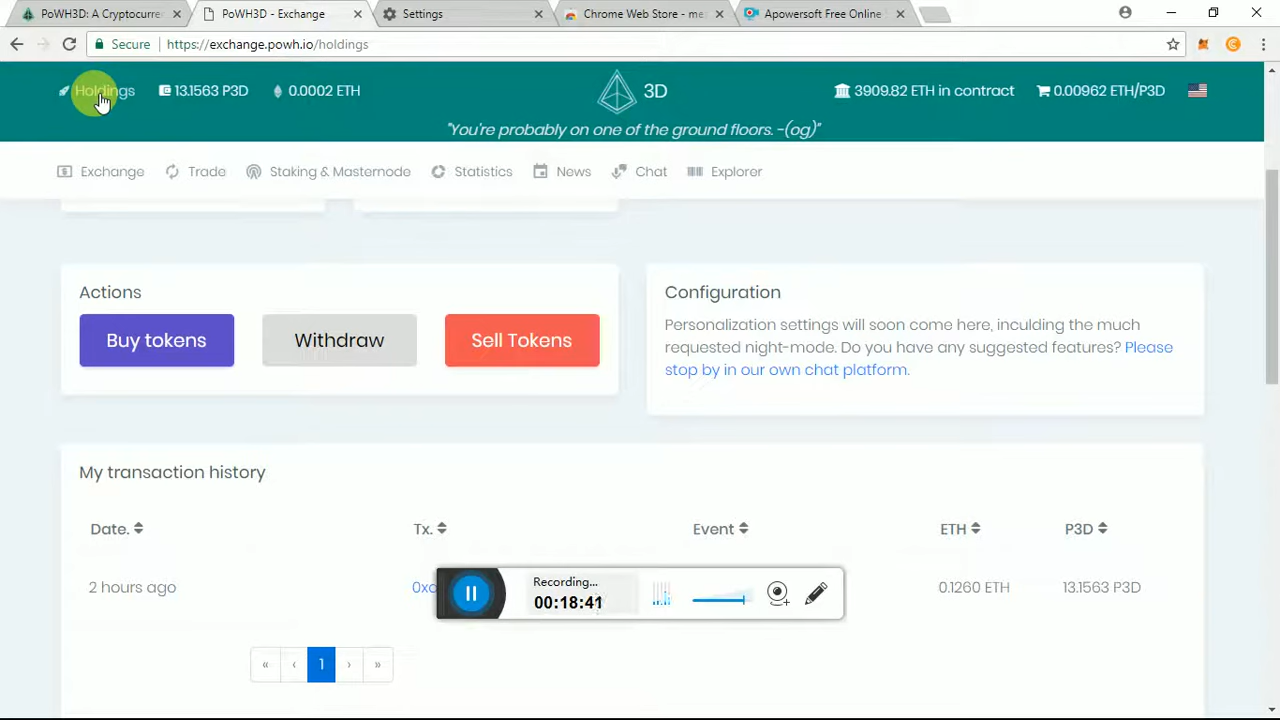 PoWH3D: A Cryptocurre
PoWH3D - Exchange
Settings
Chrome Web Store - me
Apowersoft Free Online
Secure
https://exchange.powh.io/holdings
Holdings
13.1563 P3D
0.0002 ETH
3D
3909.82 ETH in contract
0.00962 ETH/P3D
"You're probably on one of the ground floors. -(og)"
Exchange
Trade
Staking & Masternode
Statistics
News
Chat
Explorer
Actions
Buy tokens
Withdraw
Sell Tokens
Configuration
Personalization settings will soon come here, inculding the much
requested night-mode. Do you have any suggested features? Please
stop by in our own chat platform.
My transaction history
Date.
Tx.
Event
ETH
P3D
2 hours ago
0.1260 ETH
13.1563 P3D
Recording...
00:18:41
« ‹ 1 › »